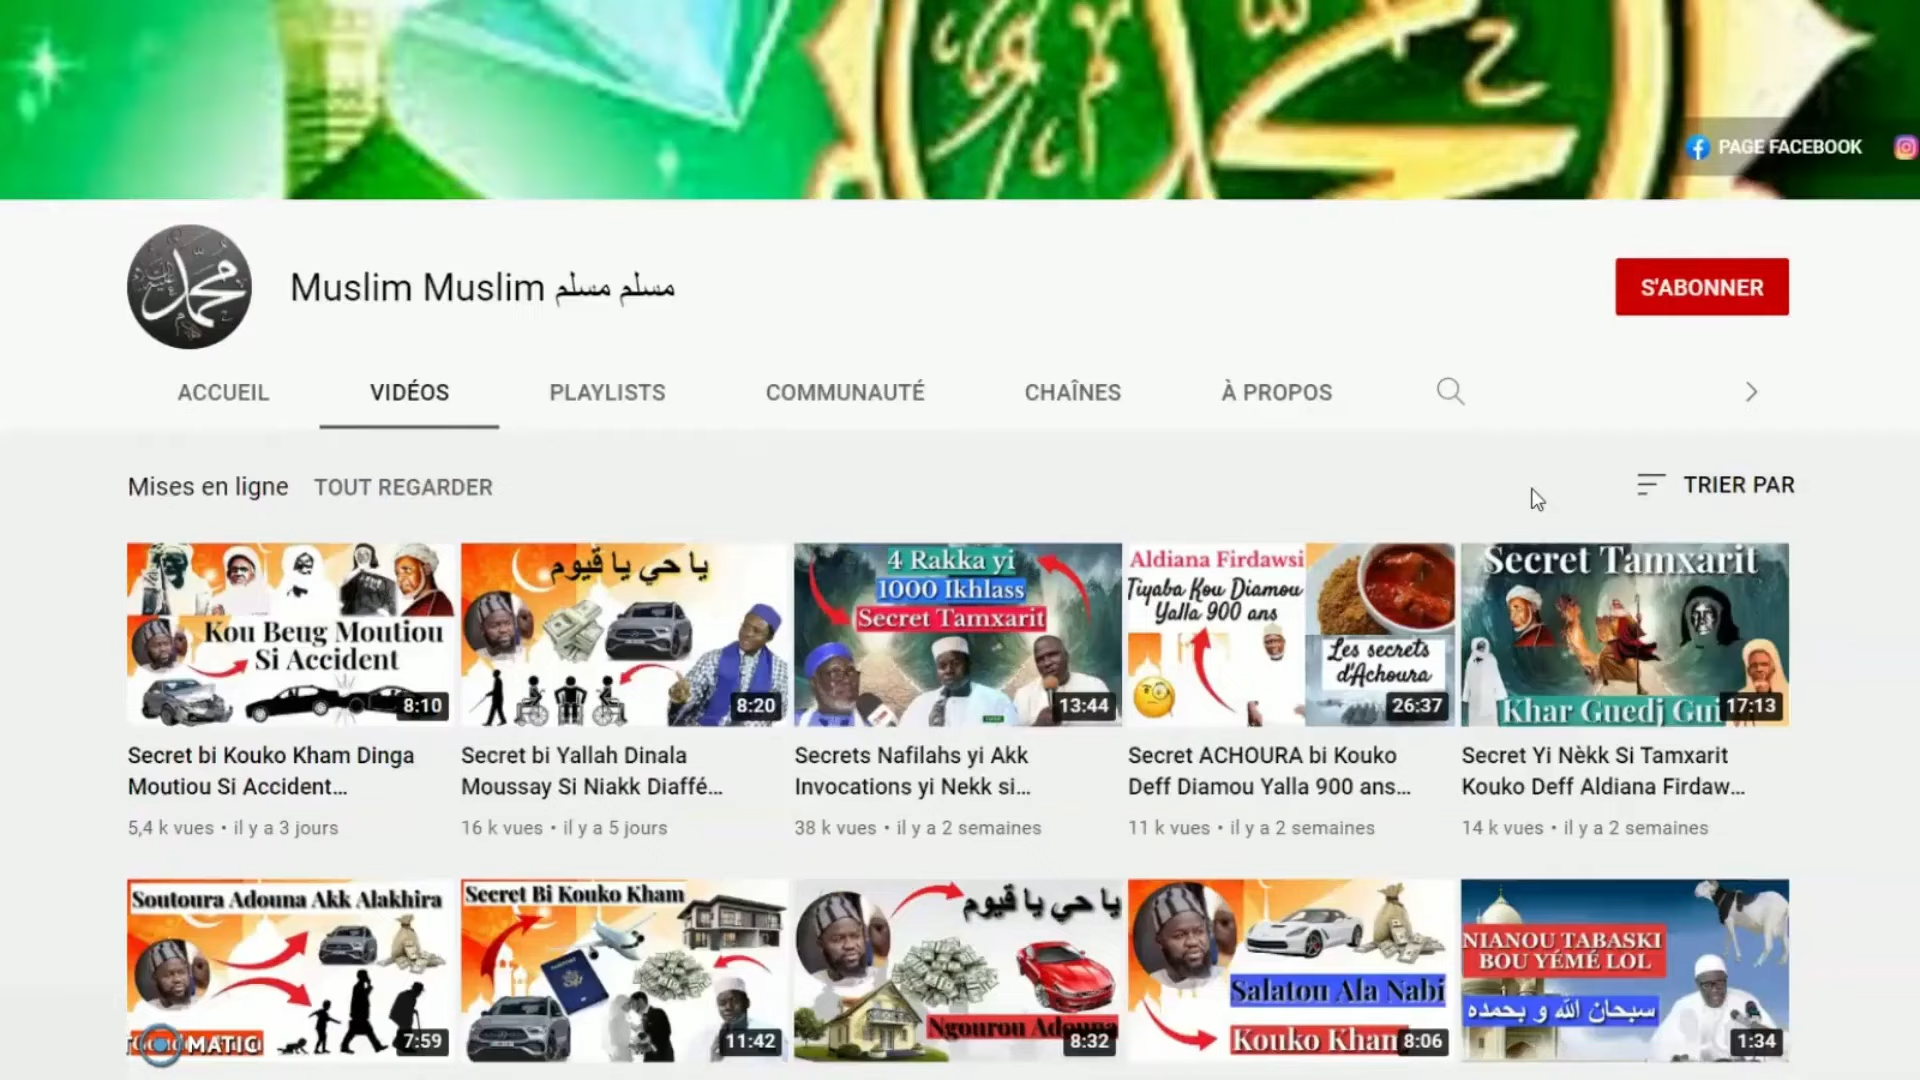 محمد
PAGE FACEBOOK
محمد
Muslim Muslim مسلم مسلم
S'ABONNER
ACCUEIL
VIDÉOS
PLAYLISTS
COMMUNAUTÉ
CHAÎNES
À PROPOS
Mises en ligne
TOUT REGARDER
TRIER PAR
Kou Beug Moutiou
Si Accident
8:10
يا حي يا قيوم
8:20
4 Rakka yi
1000 Ikhlass
Secret Tamxarit
13:44
Aldiana Firdawsi
Tiyaba Kou Diamou
Yalla 900 ans
Les secrets
d'Achoura
26:37
Secret Tamxarit
Khar Guedj Gui
17:13
Secret bi Kouko Kham Dinga
Moutiou Si Accident...
5,4 k vues • il y a 3 jours
Secret bi Yallah Dinala
Moussay Si Niakk Diaffé...
16 k vues • il y a 5 jours
Secrets Nafilahs yi Akk
Invocations yi Nekk si...
38 k vues • il y a 2 semaines
Secret ACHOURA bi Kouko
Deff Diamou Yalla 900 ans...
11 k vues • il y a 2 semaines
Secret Yi Nèkk Si Tamxarit
Kouko Deff Aldiana Firdaw...
14 k vues • il y a 2 semaines
Soutoura Adouna Akk Alakhira
MATIC
7:59
Secret Bi Kouko Kham
11:42
يا حي يا قيوم
Ngourou Adouna
8:32
Salatou Ala Nabi
Kouko Kham
8:06
NIANOU TABASKI
BOU YÉMÉ LOL
سبحان الله و بحمده
1:34